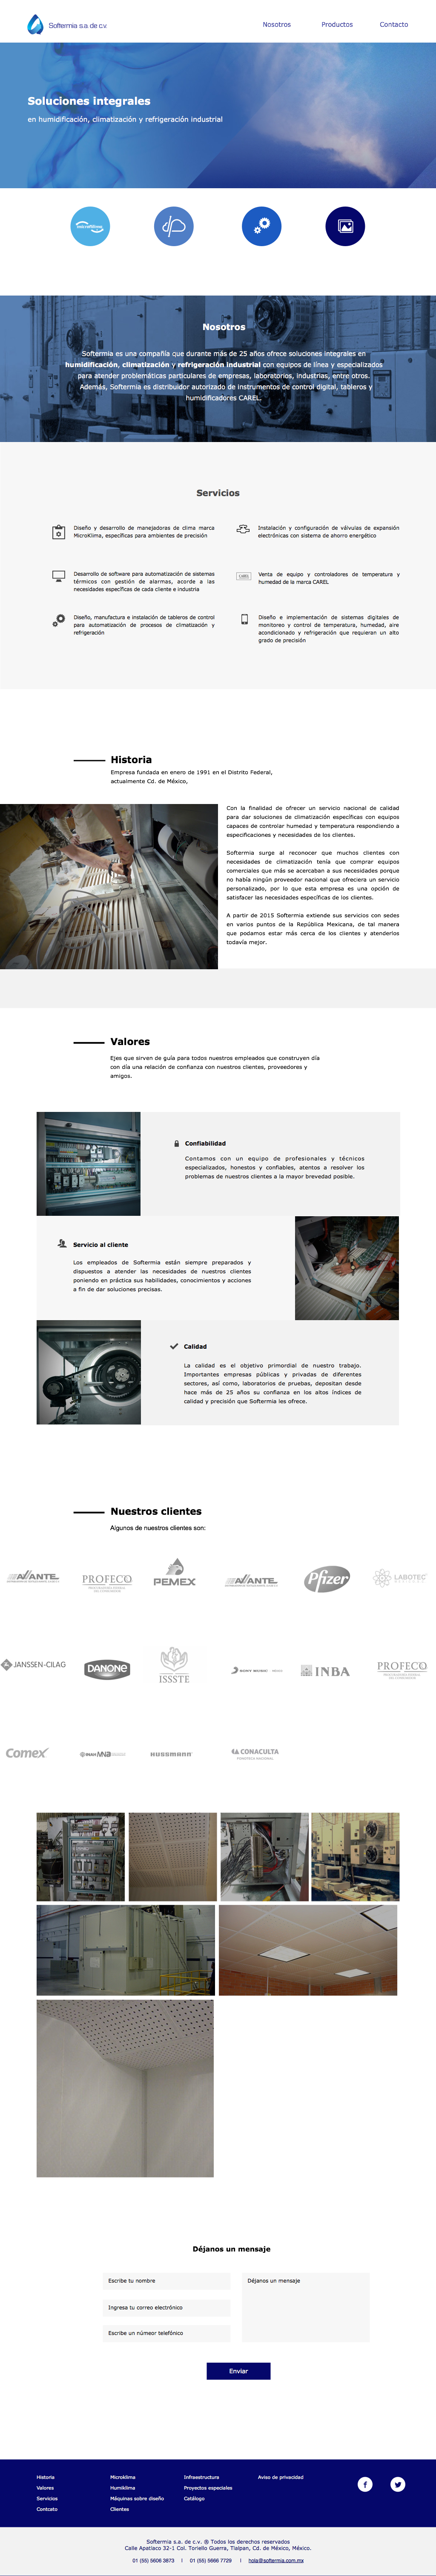 Softermia s.a. de c.v.
Nosotros Productos Contacto
Soluciones integrales
en humidificación, climatización y refrigeración industrial
Nosotros
Softermia es una compañía que durante más de 25 años ofrece soluciones integrales en
humidificación, climatización y refrigeración industrial con equipos de línea y especializados
para atender problemáticas particulares de empresas, laboratorios, industrias, entre otros.
Además, Softermia es distribuidor autorizado de instrumentos de control digital, tableros y
humidificadores CAREL.
Servicios
Diseño y desarrollo de manejadoras de clima marca
MicroKlima, específicas para ambientes de precisión
Instalación y configuración de válvulas de expansión
electrónicas con sistema de ahorro energético
Desarrollo de software para automatización de sistemas
térmicos con gestión de alarmas, acorde a las
necesidades específicas de cada cliente e industria
CAREL
Venta de equipo y controladores de temperatura y
humedad de la marca CAREL
Diseño, manufactura e instalación de tableros de control
para automatización de procesos de climatización y
refrigeración
Diseño e implementación de sistemas digitales de
monitoreo y control de temperatura, humedad, aire
acondicionado y refrigeración que requieran un alto
grado de precisión
Historia
Empresa fundada en enero de 1991 en el Distrito Federal,
actualmente Cd. de México,
Con la finalidad de ofrecer un servicio nacional de calidad
para dar soluciones de climatización específicas con equipos
capaces de controlar humedad y temperatura respondiendo a
especificaciones y necesidades de los clientes.
Softermia surge al reconocer que muchos clientes con
necesidades de climatización tenía que comprar equipos
comerciales que más se acercaban a sus necesidades porque
no había ningún proveedor nacional que ofreciera un servicio
personalizado, por lo que esta empresa es una opción de
satisfacer las necesidades específicas de los clientes.
A partir de 2015 Softermia extiende sus servicios con sedes
en varios puntos de la República Mexicana, de tal manera
que podamos estar más cerca de los clientes y atenderlos
todavía mejor.
Valores
Ejes que sirven de guía para todos nuestros empleados que construyen día
con día una relación de confianza con nuestros clientes, proveedores y
amigos.
Confiabilidad
Contamos con un equipo de profesionales y técnicos
especializados, honestos y confiables, atentos a resolver los
problemas de nuestros clientes a la mayor brevedad posible.
Servicio al cliente
Los empleados de Softermia están siempre preparados y
dispuestos a atender las necesidades de nuestros clientes
poniendo en práctica sus habilidades, conocimientos y acciones
a fin de dar soluciones precisas.
Calidad
La calidad es el objetivo primordial de nuestro trabajo.
Importantes empresas públicas y privadas de diferentes
sectores, así como, laboratorios de pruebas, depositan desde
hace más de 25 años su confianza en los altos índices de
calidad y precisión que Softermia les ofrece.
Nuestros clientes
Algunos de nuestros clientes son:
AVANTE PROFECO PEMEX AVANTE Pfizer LABOTEC
JANSSEN-CILAG DANONE ISSSTE SONY MUSIC INBA PROFECO
Comex MNB HUSSMANN CONACULTA
FONOTECA NACIONAL
Déjanos un mensaje
Escribe tu nombre
Déjanos un mensaje
Ingresa tu correo electrónico
Escribe un númeor telefónico
Enviar
Historia Microklima Infraestructura Aviso de privacidad
Valores Humiklima Proyectos especiales
Servicios Máquinas sobre diseño Catálogo
Contcato Clientes
Softermia s.a. de c.v. ® Todos los derechos reservados
Calle Apatlaco 32-1 Col. Toriello Guerra, Tlalpan, Cd. de México, México.
01 (55) 5606 3873 | 01 (55) 5666 7729 | hola@softermia.com.mx